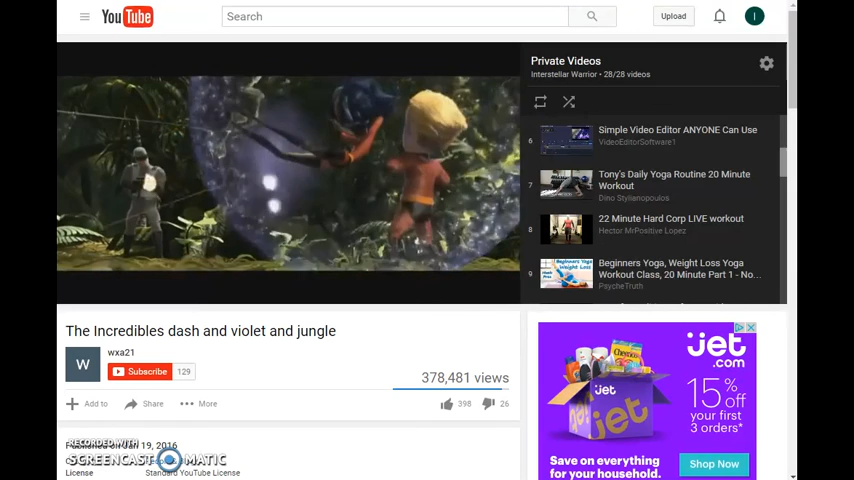 YouTube
Search
Upload
I
Private Videos
Interstellar Warrior • 28/28 videos
6
Simple Video Editor ANYONE Can Use
VideoEditorSoftware1
7
Tony's Daily Yoga Routine 20 Minute
Workout
Dino Stylianopoulos
8
22 Minute Hard Corp LIVE workout
Hector MrPositive Lopez
9
Beginners Yoga, Weight Loss Yoga
Workout Class, 20 Minute Part 1 - No...
PsycheTruth
The Incredibles dash and violet and jungle
W
wxa21
Subscribe
129
378,481 views
Add to
Share
More
398
26
Published on Jan 19, 2016
License
Standard YouTube License
RECORDED WITH
SCREENCAST MATIC
Jet
.com
15%
off
your first
3 orders*
Cheerios
Jet
jet
Save on everything
for your household.
Shop Now